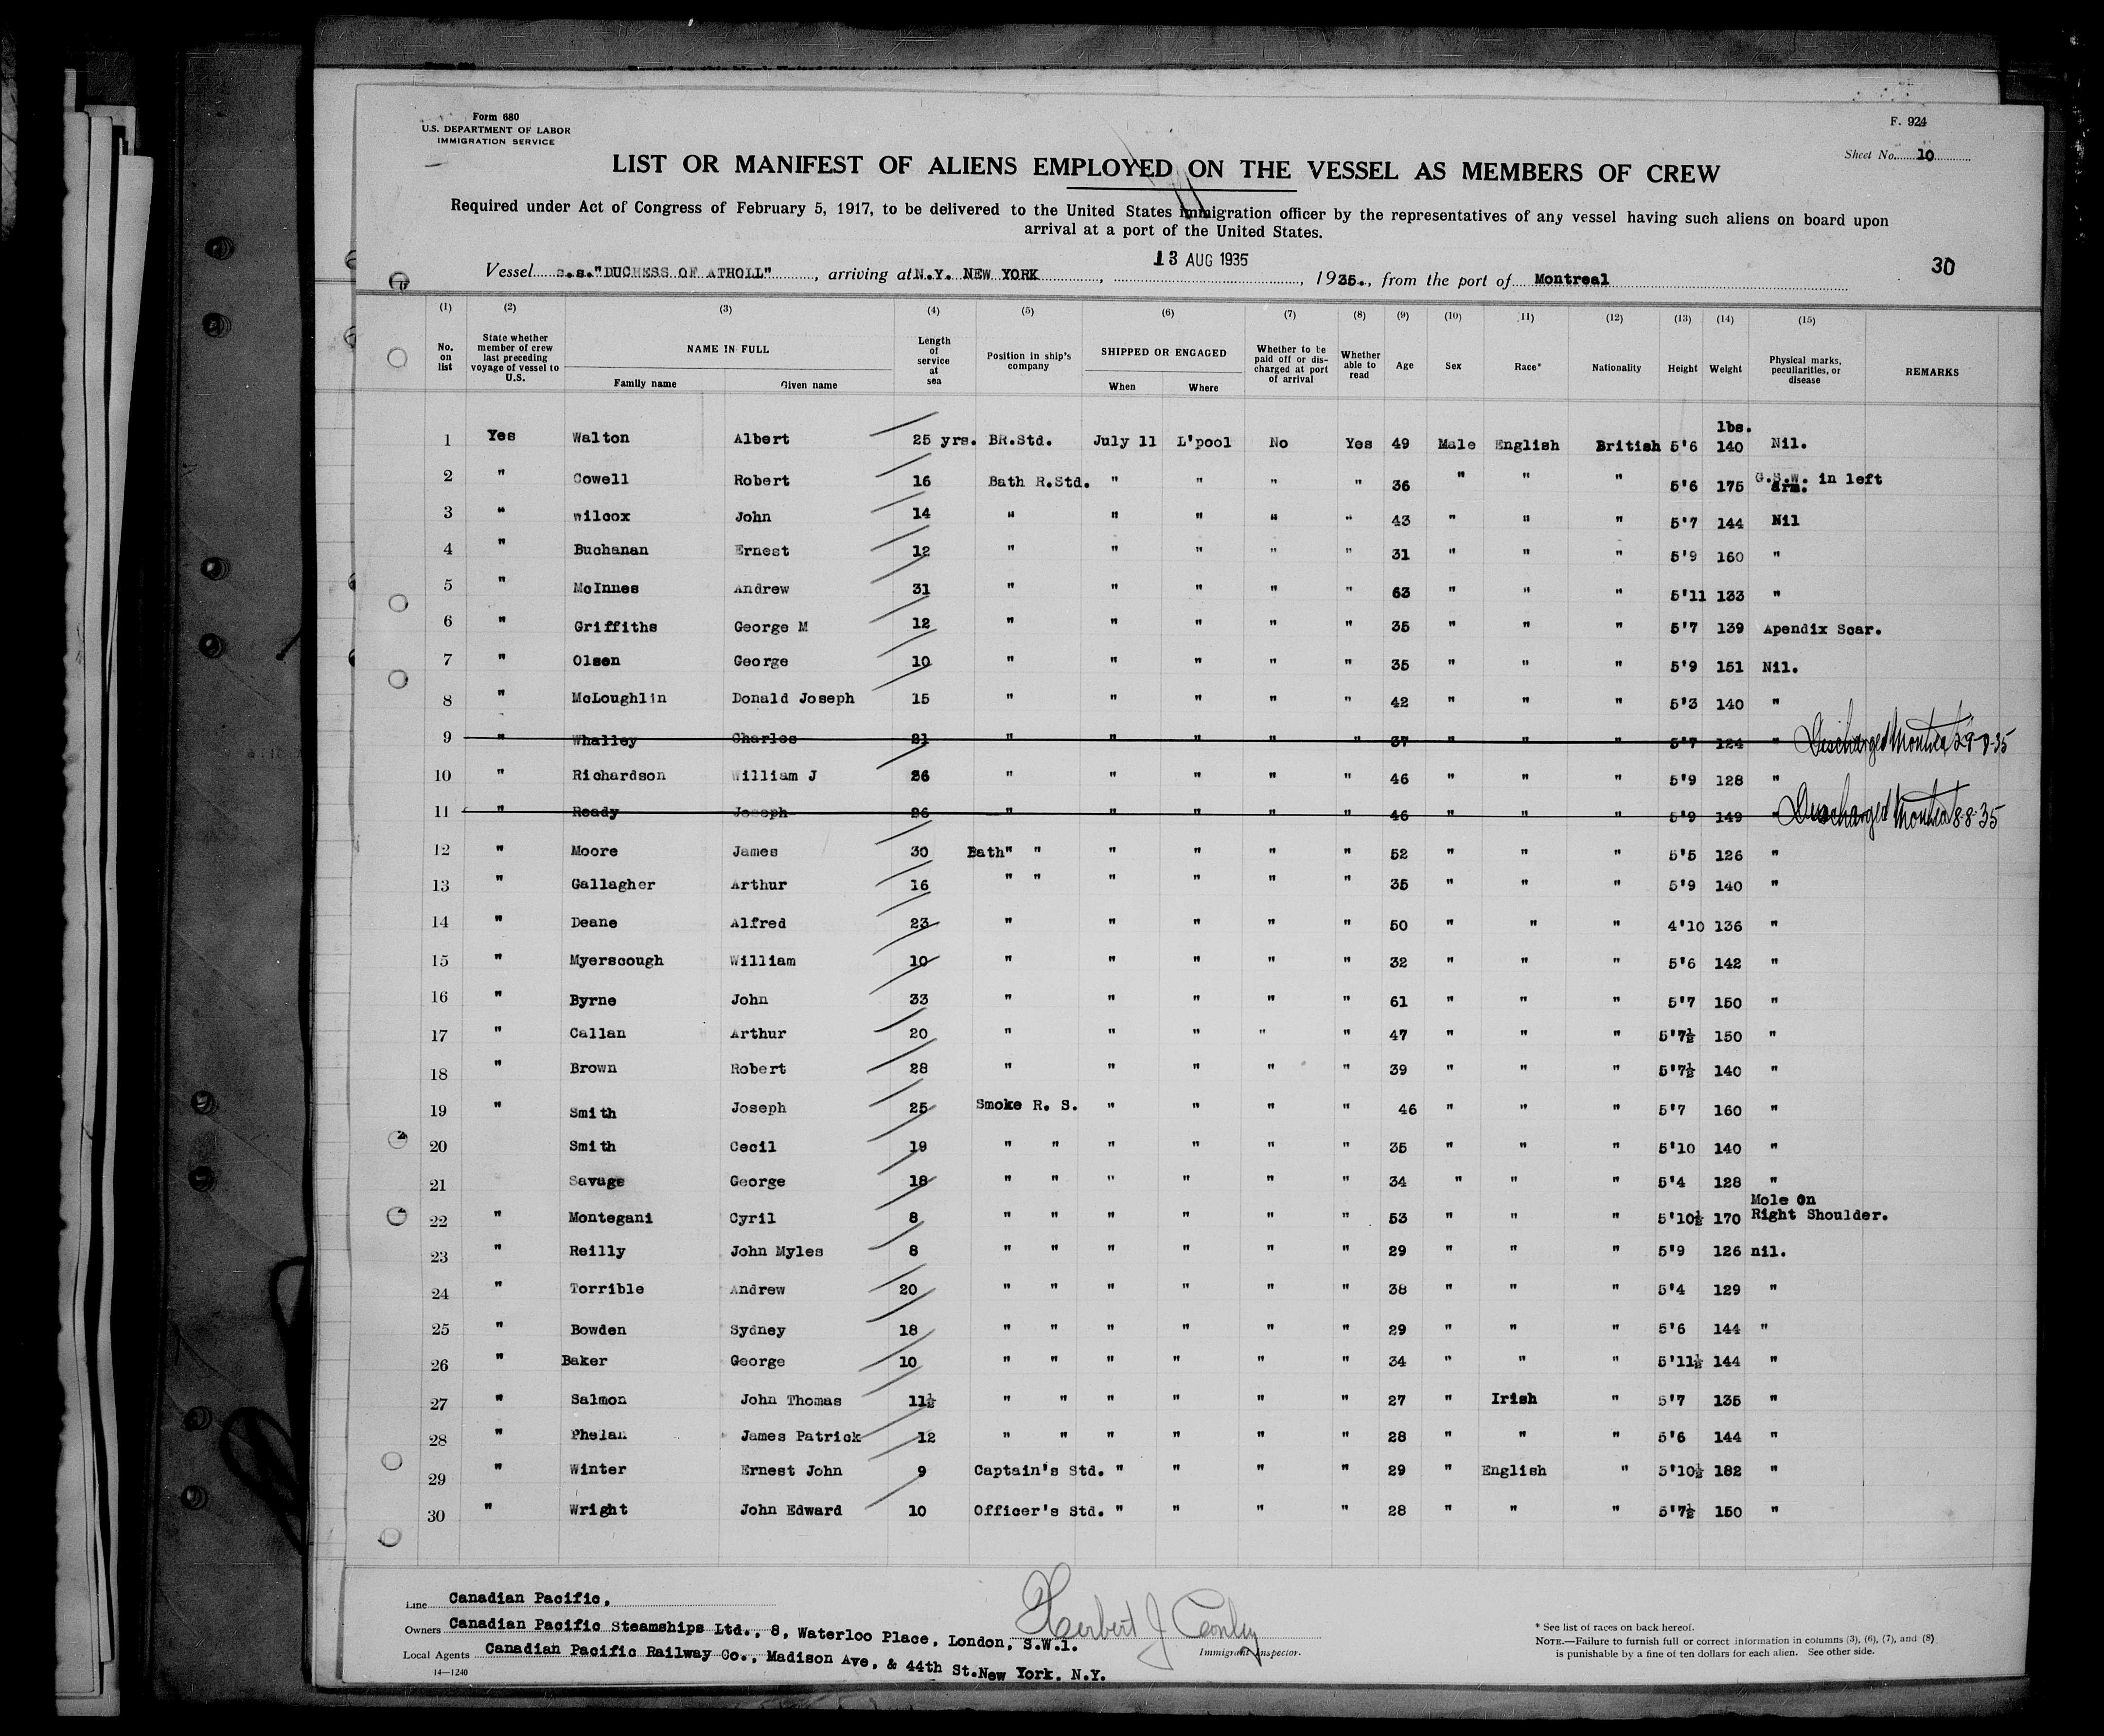 Form 680
U.S. DEPARTMENT OF LABOR
IMMIGRATION SERVICE
F. 924
Sheet No. 10
LIST OR MANIFEST OF ALIENS EMPLOYED ON THE VESSEL AS MEMBERS OF CREW
Required under Act of Congress of February 5, 1917, to be delivered to the United States Immigration officer by the representatives of any vessel having such aliens on board upon
arrival at a port of the United States.
13 AUG 1935
30
Vessel s.s."DUCHESS OF ATHOLL", arriving at N.Y. NEW YORK, , 1935., from the port of Montreal
(1) (2) (3) (4) (5) (6) (7) (8) (9) (10) (11) (12) (13) (14) (15)
No. on list | State whether member of crew last preceding voyage of vessel to U.S. | NAME IN FULL | Length of service at sea | Position in ship's company | SHIPPED OR ENGAGED | Whether to be paid off or discharged at port of arrival | Whether able to read | Age | Sex | Race* | Nationality | Height | Weight | Physical marks, peculiarities, or disease | REMARKS
Family name | Given name | When | Where
lbs.
1 Yes Walton Albert 25 yrs. BR.Std. July 11 L'pool No Yes 49 Male English British 5'6 140 Nil.
2 " Cowell Robert 16 Bath R.Std. " " " " 36 " " " 5'6 175 G.S.W. in left arm.
3 " wilcox John 14 " " " " " 43 " " " 5'7 144 Nil
4 " Buchanan Ernest 12 " " " " " 31 " " " 5'9 160 "
5 " McInnes Andrew 31 " " " " " 63 " " " 5'11 133 "
6 " Griffiths George M 12 " " " " " 35 " " " 5'7 139 Apendix Scar.
7 " Olsen George 10 " " " " " 35 " " " 5'9 151 Nil.
8 " McLoughlin Donald Joseph 15 " " " " " 42 " " " 5'3 140 "
9 " Whalley Charles 21 " " " " " 37 " " " 5'7 124 " Discharged Montreal
10 " Richardson William J 26 " " " " " 46 " " " 5'9 128 "
11 " Ready Joseph 26 " " " " " 46 " " " 5'9 149 " Discharged Montreal 8-8-35
12 " Moore James 30 Bath" " " " " " 52 " " " 5'5 126 "
13 " Gallagher Arthur 16 " " " " " " 35 " " " 5'9 140 "
14 " Deane Alfred 23 " " " " " 50 " " " 4'10 136 "
15 " Myerscough William 10 " " " " " 32 " " " 5'6 142 "
16 " Byrne John 33 " " " " " 61 " " " 5'7 150 "
17 " Callan Arthur 20 " " " " " 47 " " " 5'7½ 150 "
18 " Brown Robert 28 " " " " " 39 " " " 5'7½ 140 "
19 " Smith Joseph 25 Smoke R. S. " " " " 46 " " " 5'7 160 "
20 " Smith Cecil 19 " " " " " " 35 " " " 5'10 140 "
21 " Savage George 18 " " " " " " 34 " " " 5'4 128 "
22 " Montegani Cyril 8 " " " " " " 53 " " " 5'10½ 170 Mole On Right Shoulder.
23 " Reilly John Myles 8 " " " " " " 29 " " " 5'9 126 nil.
24 " Torrible Andrew 20 " " " " " " 38 " " " 5'4 129 "
25 " Bowden Sydney 18 " " " " " " 29 " " " 5'6 144 "
26 " Baker George 10 " " " " " " 34 " " " 5'11½ 144 "
27 " Salmon John Thomas 11½ " " " " " " 27 " Irish " 5'7 135 "
28 " Phelan James Patrick 12 " " " " " " 28 " " " 5'6 144 "
29 " Winter Ernest John 9 Captain's Std. " " " " 29 " English " 5'10½ 182 "
30 " Wright John Edward 10 Officer's Std. " " " " 28 " " " 5'7½ 150 "
Line Canadian Pacific.
Owners Canadian Pacific Steamships Ltd., 8, Waterloo Place, London, S.W.1.
Local Agents Canadian Pacific Railway Co., Madison Ave, & 44th St.New York. N.Y.
14—1240
Herbert J
Immigrant Inspector.
* See list of races on back hereof.
NOTE.—Failure to furnish full or correct information in columns (3), (6), (7), and (8)
is punishable by a fine of ten dollars for each alien. See other side.